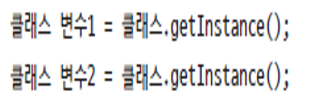 클래스 변수1 = 클래스.getInstance();
클래스 변수2 = 클래스.getInstance();